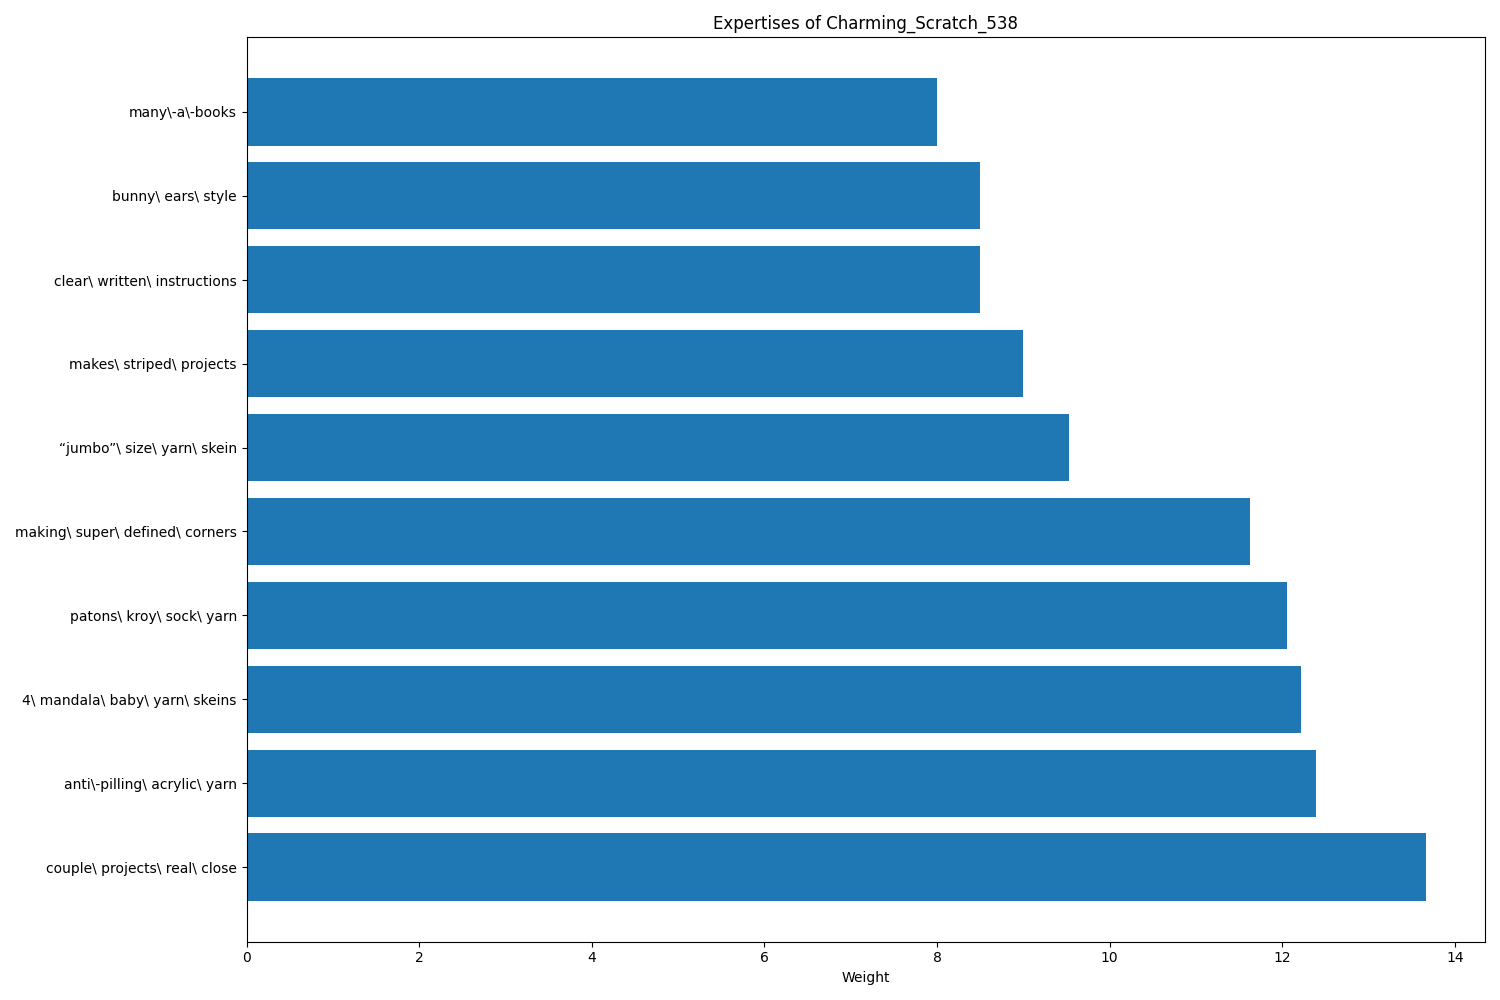 Expertises of Charming_Scratch_538
many\-a\-books
bunny\ ears\ style
clear\ written\ instructions
makes\ striped\ projects
“jumbo”\ size\ yarn\ skein
making\ super\ defined\ corners
patons\ kroy\ sock\ yarn
4\ mandala\ baby\ yarn\ skeins
anti\-pilling\ acrylic\ yarn
couple\ projects\ real\ close
0 2 4 6 8 10 12 14
Weight